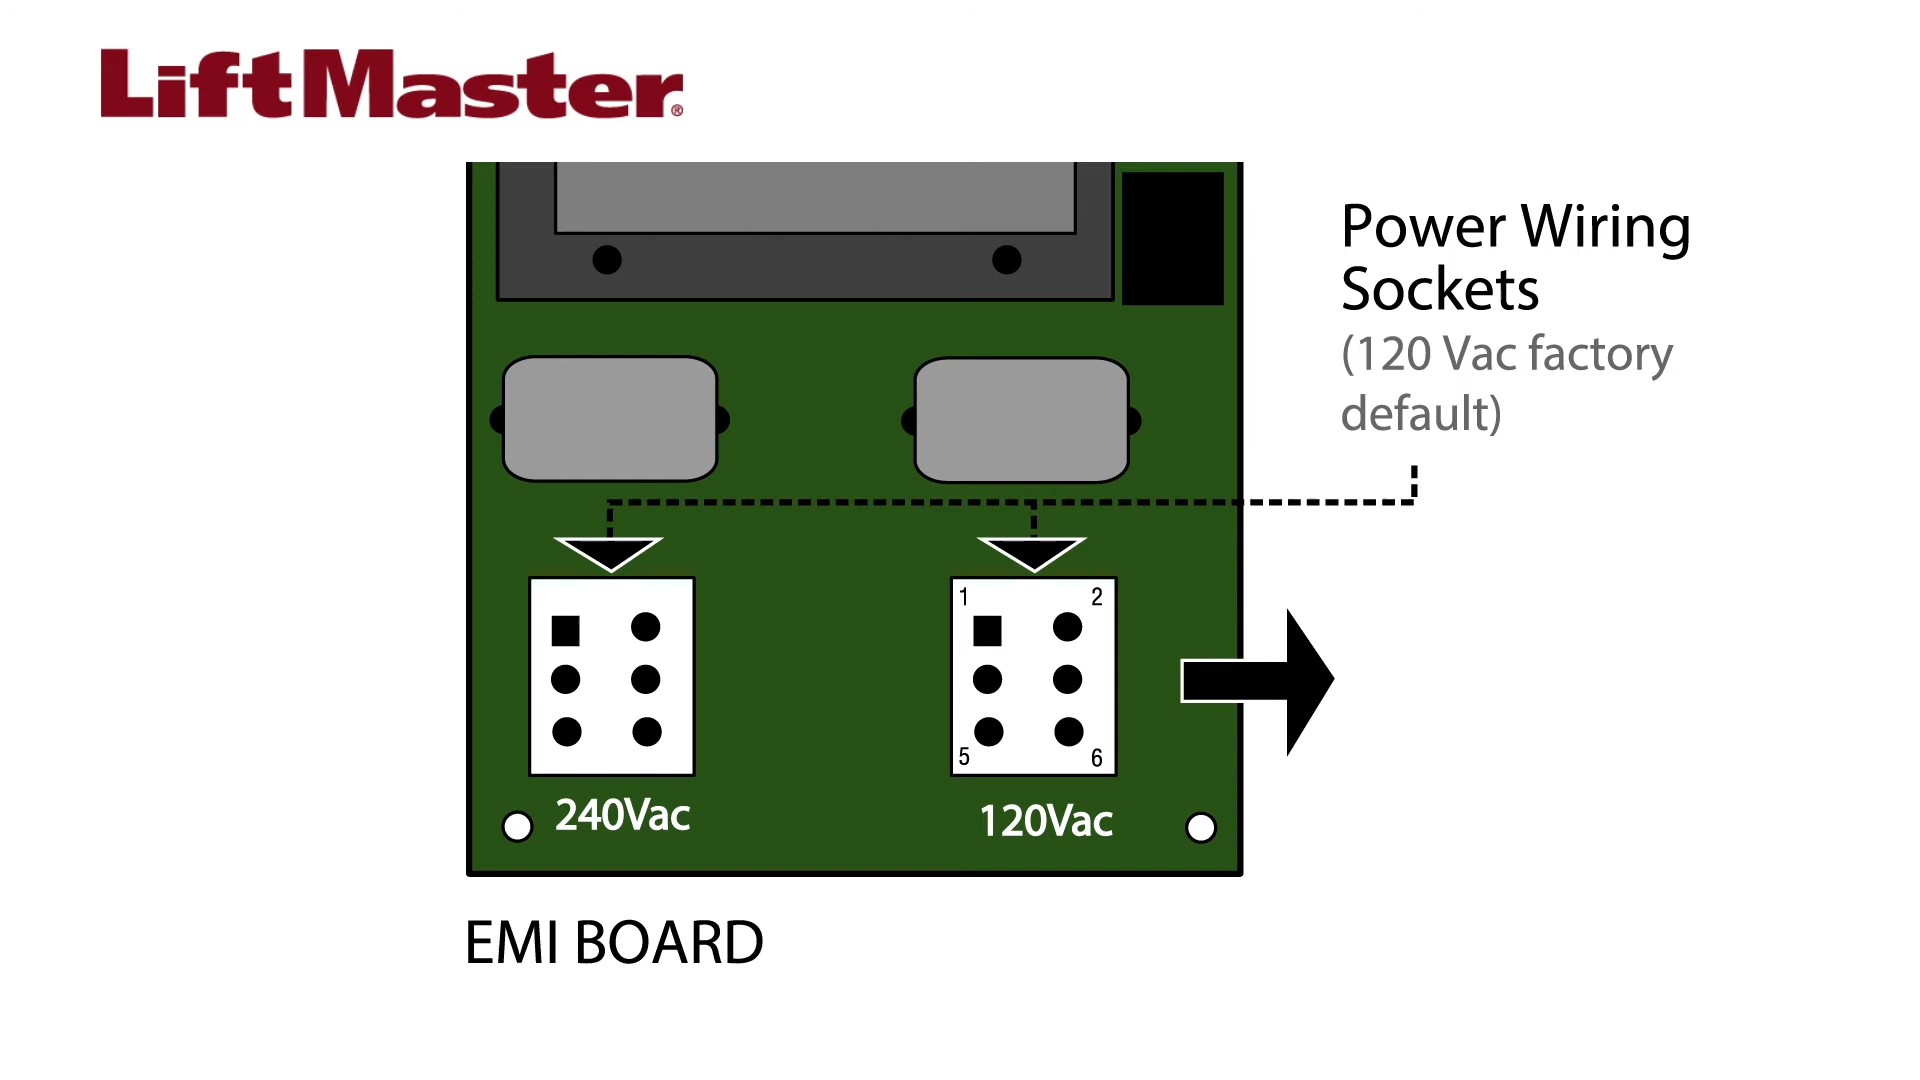 LiftMaster®
Power Wiring
Sockets
(120 Vac factory
default)
1 2
5 6
240Vac
120Vac
EMI BOARD